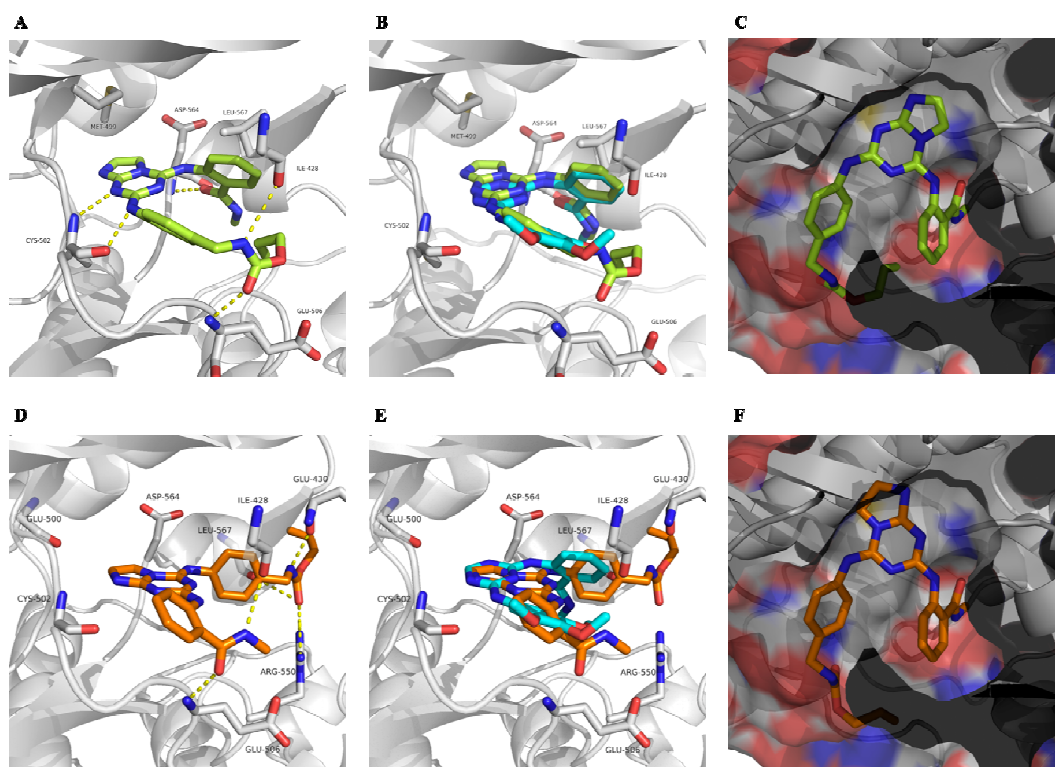 A
B
C
ASP-564
LEU-567
MET-499
ILE-428
CYS-502
GLU-506
ASP-564
LEU-567
MET-499
ILE-428
CYS-502
GLU-506
D
E
F
GLU-430
ASP-564
ILE-428
GLU-500
LEU-567
CYS-502
ARG-550
GLU-506
GLU-430
ASP-564
ILE-428
GLU-500
LEU-567
CYS-502
ARG-550
GLU-506